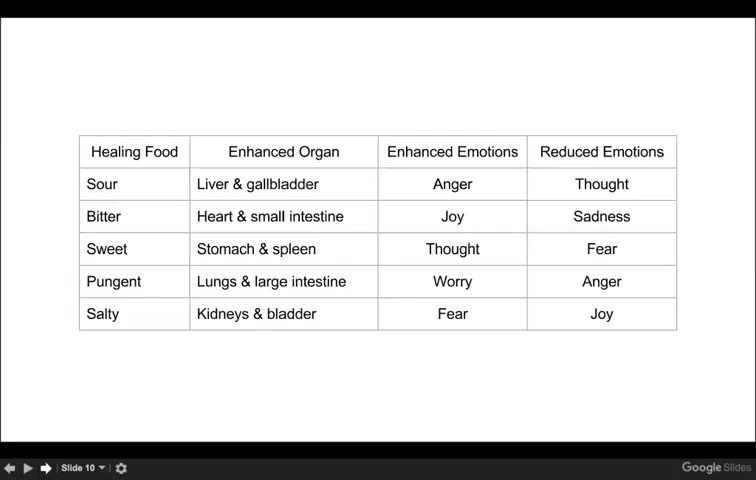 Healing Food Enhanced Organ Enhanced Emotions Reduced Emotions
Sour Liver & gallbladder Anger Thought
Bitter Heart & small intestine Joy Sadness
Sweet Stomach & spleen Thought Fear
Pungent Lungs & large intestine Worry Anger
Salty Kidneys & bladder Fear Joy
Slide 10 Google Slides